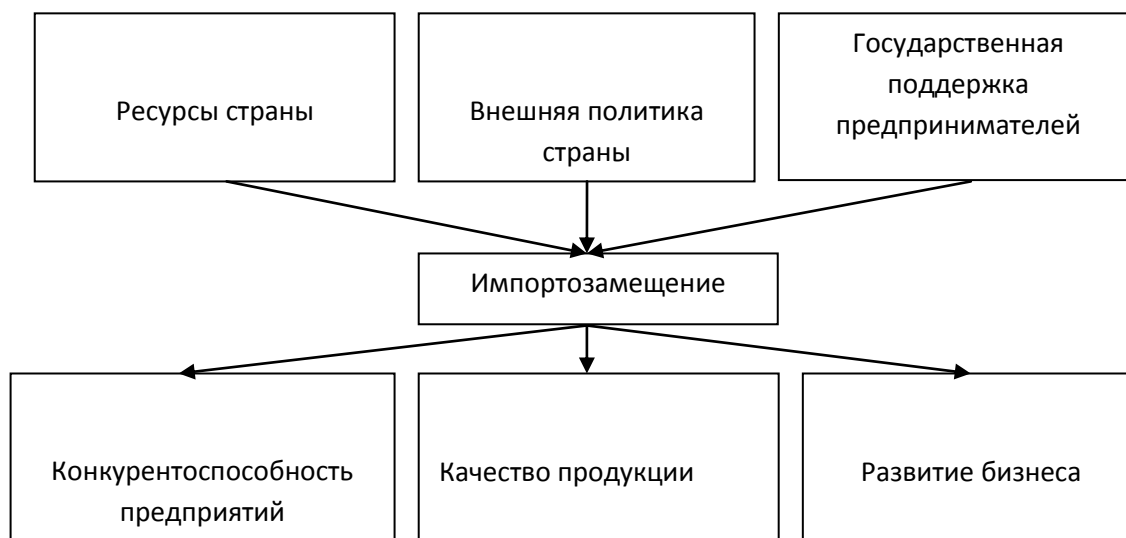 Ресурсы страны
Внешняя политика
страны
Государственная
поддержка
предпринимателей
Импортозамещение
Конкурентоспособность
предприятий
Качество продукции
Развитие бизнеса